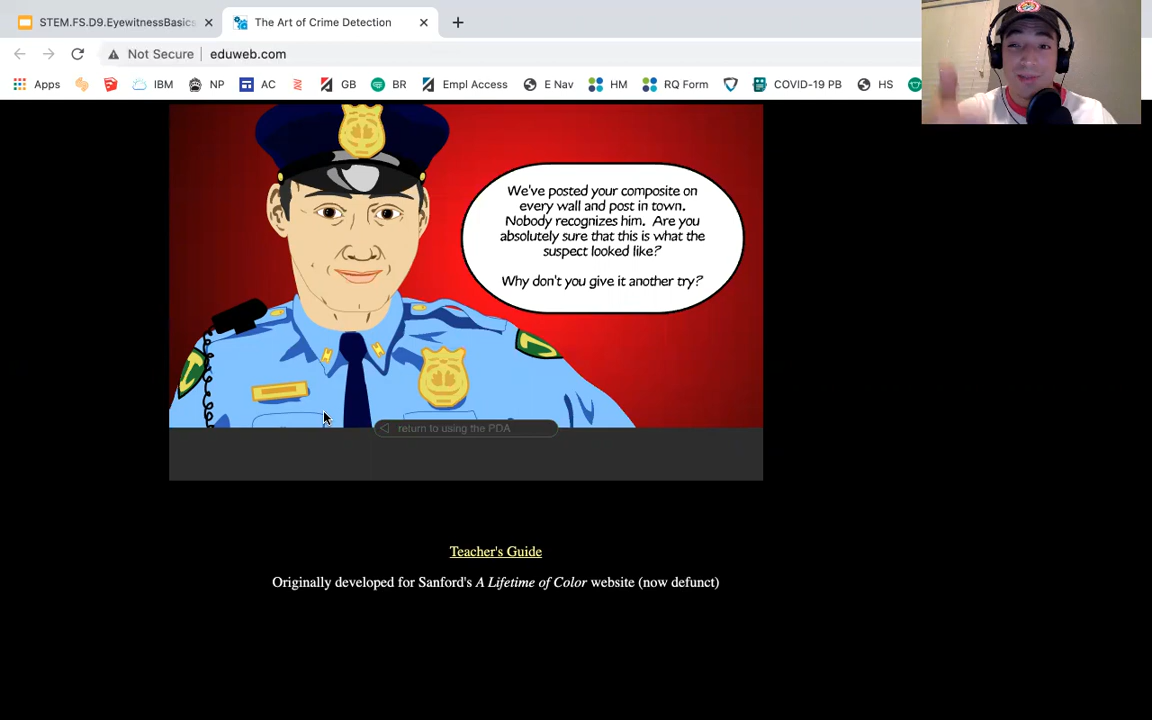 STEM.FS.D9.EyewitnessBasics
The Art of Crime Detection
Not Secure
eduweb.com
Apps
IBM
NP
AC
GB
BR
Empl Access
E Nav
HM
RQ Form
COVID-19 PB
HS
We've posted your composite on
every wall and post in town.
Nobody recognizes him. Are you
absolutely sure that this is what the
suspect looked like?
Why don't you give it another try?
return to using the PDA
Teacher's Guide
Originally developed for Sanford's A Lifetime of Color website (now defunct)